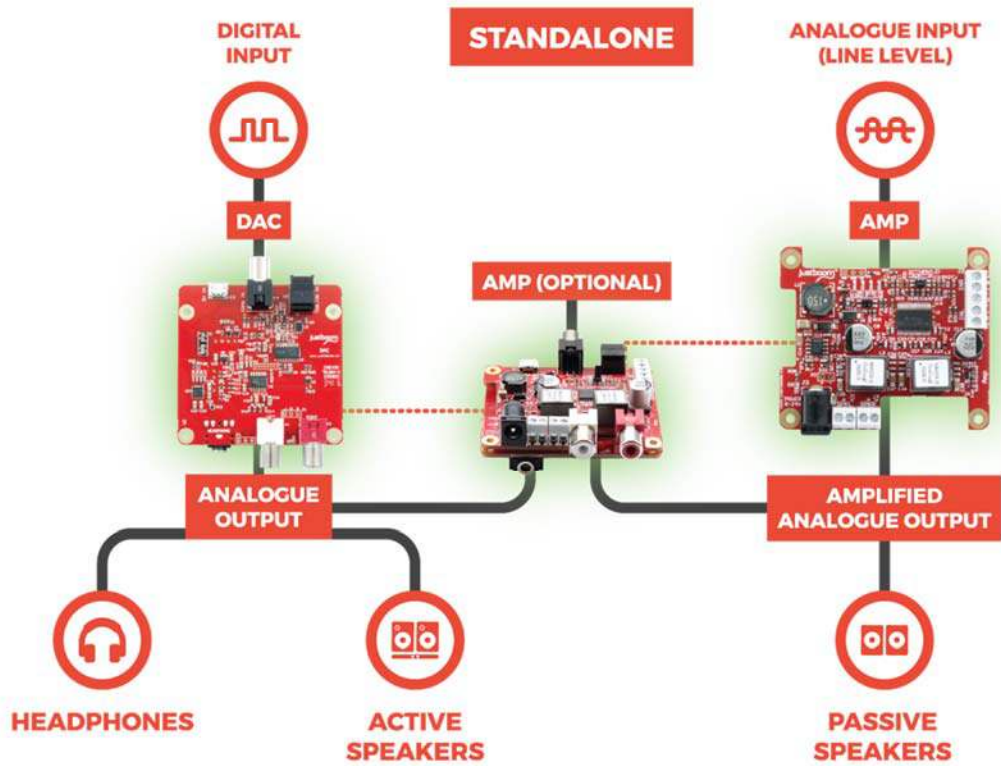 DIGITAL
INPUT
STANDALONE
ANALOGUE INPUT
(LINE LEVEL)
DAC
AMP
AMP (OPTIONAL)
justboom
ANALOGUE
OUTPUT
AMPLIFIED
ANALOGUE OUTPUT
HEADPHONES
ACTIVE
SPEAKERS
PASSIVE
SPEAKERS